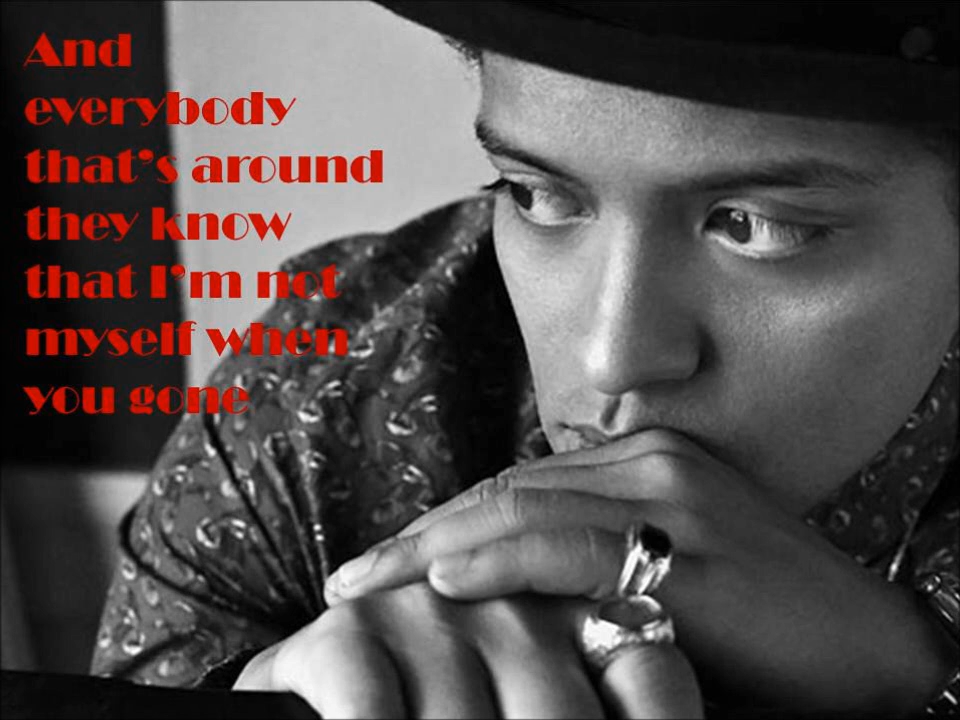 And
everybody
that's around
they know
that I'm not
myself when
you gone